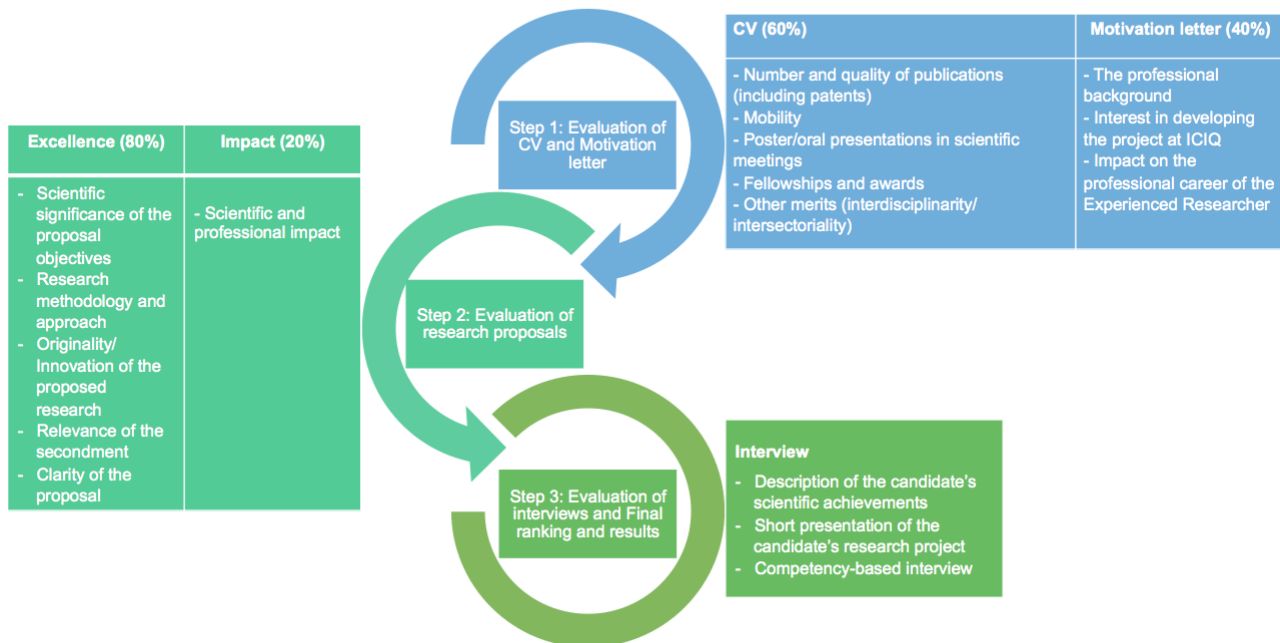 CV (60%)
Motivation letter (40%)
- Number and quality of publications
(including patents)
- Mobility
- Poster/oral presentations in scientific
meetings
- Fellowships and awards
- Other merits (interdisciplinarity/
intersectoriality)
- The professional
background
- Interest in developing
the project at ICIQ
- Impact on the
professional career of the
Experienced Researcher
Step 1: Evaluation of
CV and Motivation
letter
Excellence (80%)
Impact (20%)
- Scientific
significance of the
proposal
objectives
- Research
methodology and
approach
- Originality/
Innovation of the
proposed
research
- Relevance of the
secondment
- Clarity of the
proposal
- Scientific and
professional impact
Step 2: Evaluation of
research proposals
Step 3: Evaluation of
interviews and Final
ranking and results
Interview
- Description of the candidate's
scientific achievements
- Short presentation of the
candidate's research project
- Competency-based interview